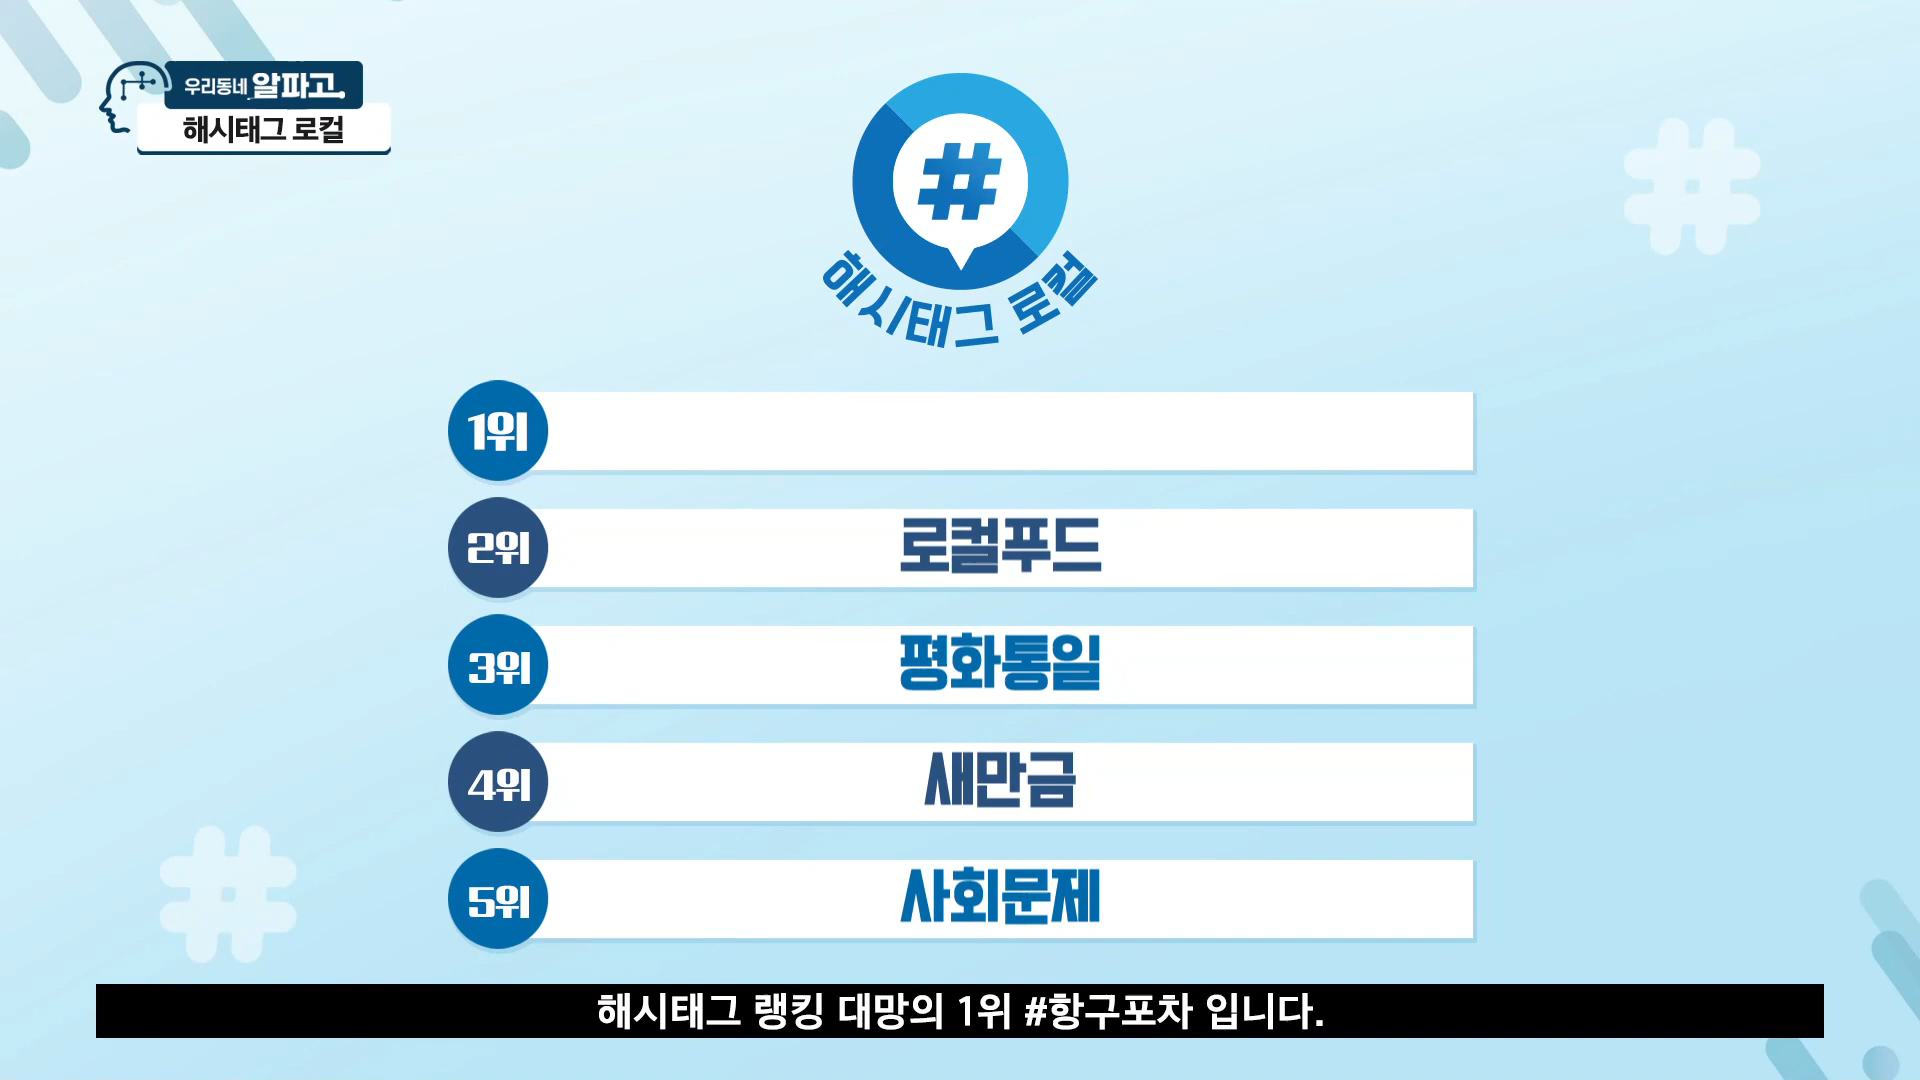 우리동네 알파고.
해시태그 로컬
#
해시태그 로컬
1위
2위 로컬푸드
3위 평화통일
4위 새만금
5위 사회문제
해시태그 랭킹 대망의 1위 #항구포차 입니다.